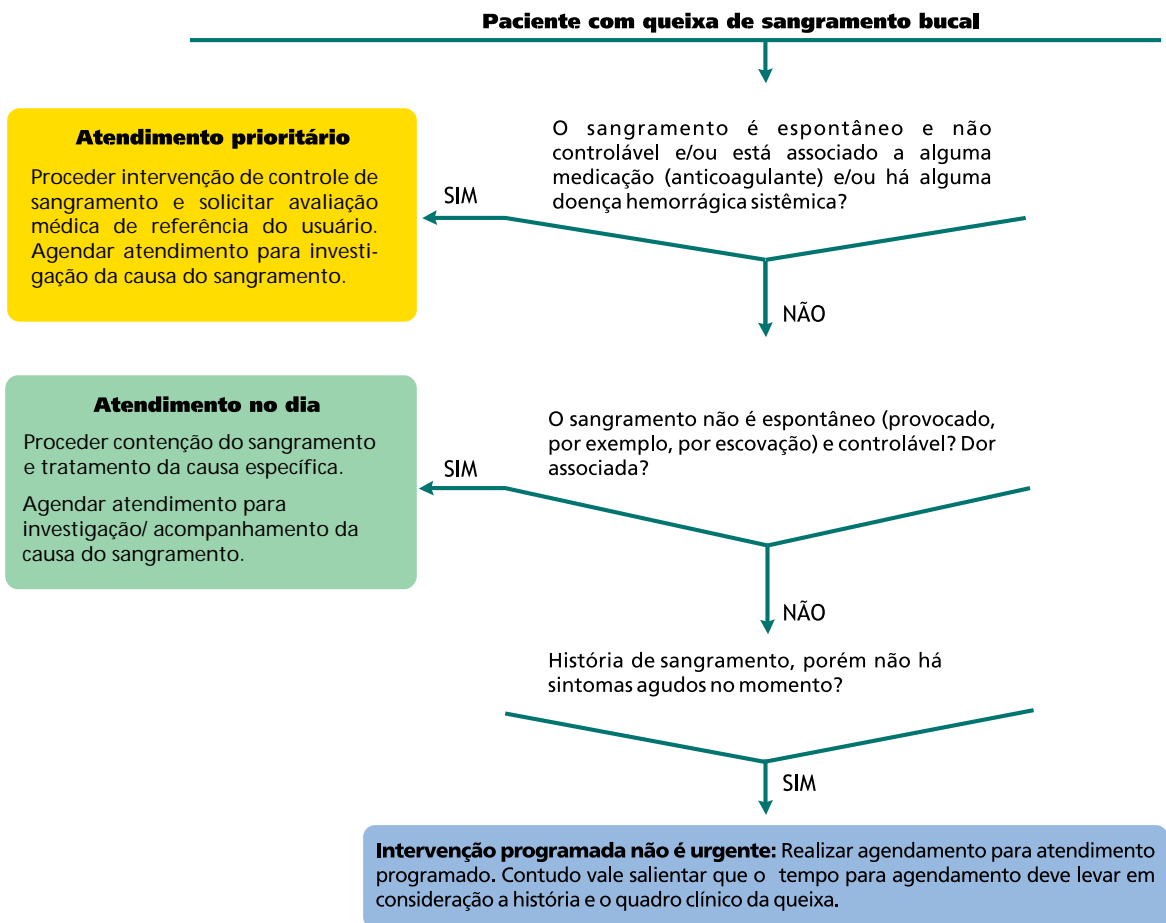 Paciente com queixa de sangramento bucal
O sangramento é espontâneo e não
controlável e/ou está associado a alguma
medicação (anticoagulante) e/ou há alguma
doença hemorrágica sistêmica?
SIM
Atendimento prioritário
Proceder intervenção de controle de
sangramento e solicitar avaliação
médica de referência do usuário.
Agendar atendimento para investi-
gação da causa do sangramento.
NÃO
O sangramento não é espontâneo (provocado,
por exemplo, por escovação) e controlável? Dor
associada?
SIM
Atendimento no dia
Proceder contenção do sangramento
e tratamento da causa específica.
Agendar atendimento para
investigação/ acompanhamento da
causa do sangramento.
NÃO
História de sangramento, porém não há
sintomas agudos no momento?
SIM
Intervenção programada não é urgente: Realizar agendamento para atendimento
programado. Contudo vale salientar que o tempo para agendamento deve levar em
consideração a história e o quadro clínico da queixa.